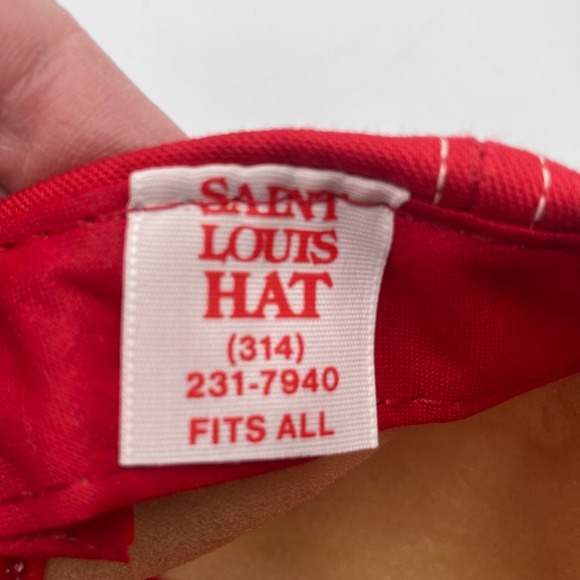 SAINT
LOUIS
HAT
(314)
231-7940
FITS ALL